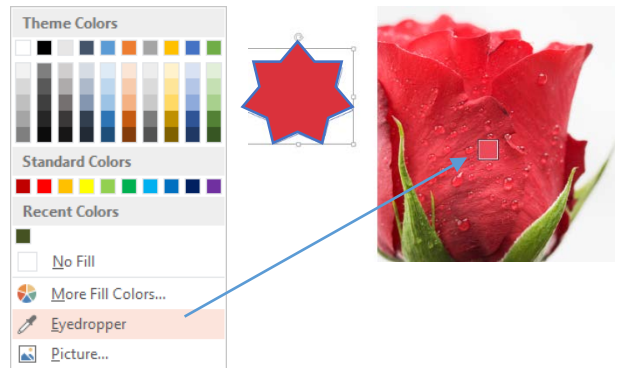 Theme Colors
Standard Colors
Recent Colors
No Fill
More Fill Colors...
Eyedropper
Picture...